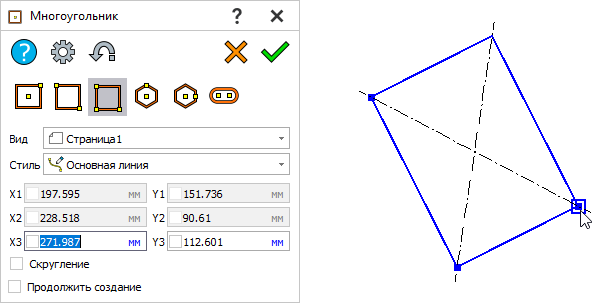 Многоугольник ? ×
?
Вид Страница1
Стиль Основная линия
X1 197.595 мм Y1 151.736 мм
X2 228.518 мм Y2 90.61 мм
X3 271.987 мм Y3 112.601 мм
Скругление
Продолжить создание